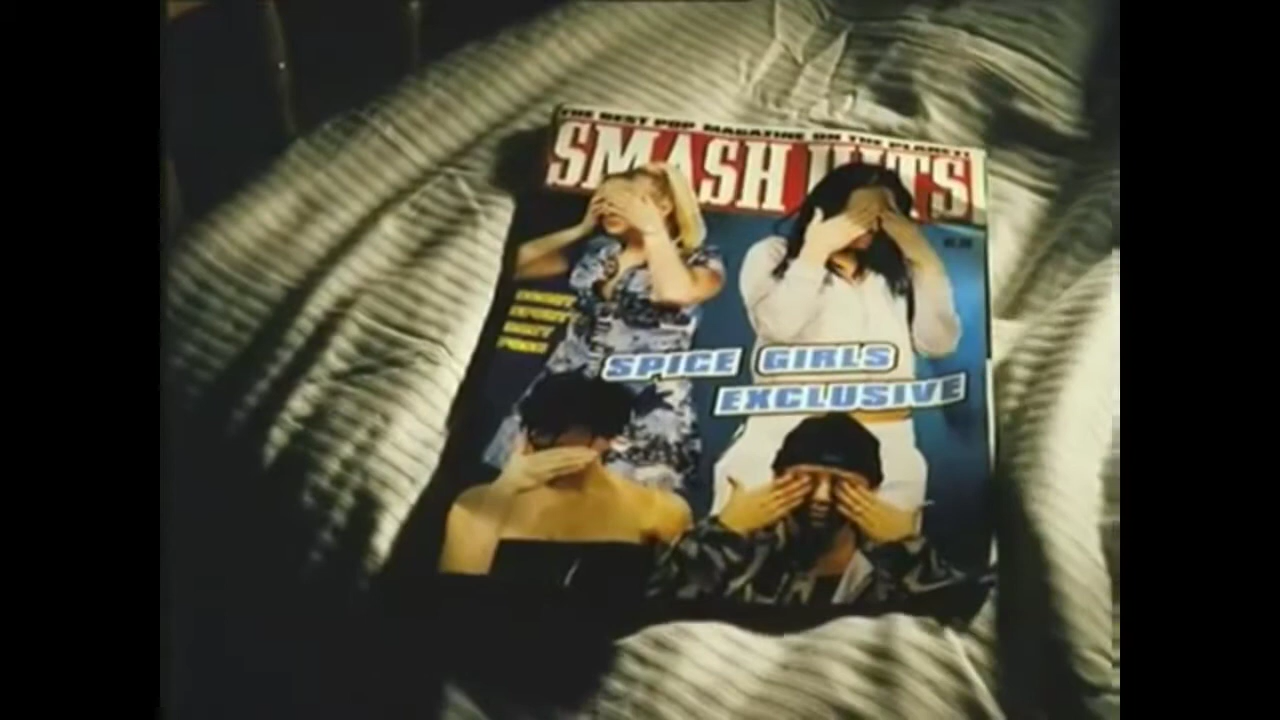 THE BEST POP MAGAZINE ON THE PLANET!
SMASH HITS
SPICE GIRLS
EXCLUSIVE